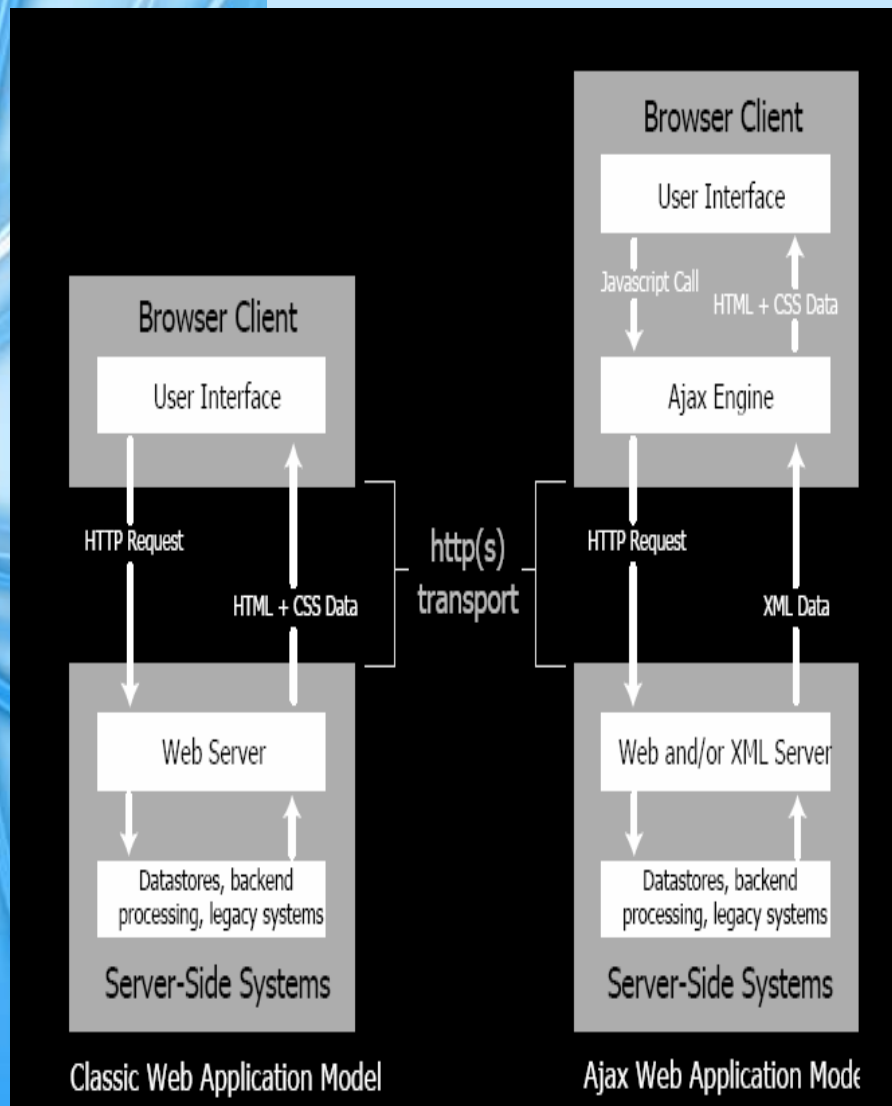 Browser Client
User Interface
HTTP Request
HTML + CSS Data
Web Server
Datastores, backend
processing, legacy systems
Server-Side Systems
Classic Web Application Model
http(s)
transport
Browser Client
User Interface
Javascript Call
HTML + CSS Data
Ajax Engine
HTTP Request
XML Data
Web and/or XML Server
Datastores, backend
processing, legacy systems
Server-Side Systems
Ajax Web Application Mode